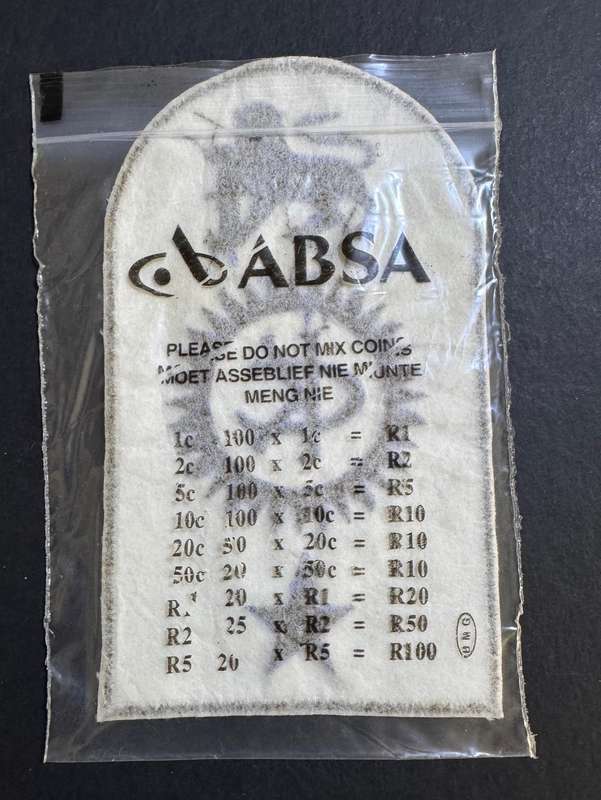 ABSA
PLEASE DO NOT MIX COINS
MOET ASSEBLIEF NIE MUNTE
MENG NIE
1c 100 x 1c = R1
2c 100 x 2c = R2
5c 100 x 5c = R5
10c 100 x 10c = R10
20c 50 x 20c = R10
50c 20 x 50c = R10
R1 20 x R1 = R20
R2 25 x R2 = R50
R5 20 x R5 = R100